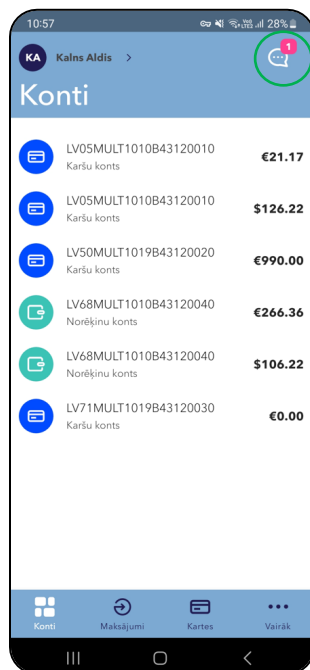 10:57 28%
KA Kalns Aldis >
1
Konti
LV05MULT1010B43120010
€21.17
Karšu konts
LV05MULT1010B43120010
$126.22
Karšu konts
LV50MULT1019B43120020
€990.00
Karšu konts
LV68MULT1010B43120040
€266.36
Norēķinu konts
LV68MULT1010B43120040
$106.22
Norēķinu konts
LV71MULT1019B43120030
€0.00
Karšu konts
Konti Maksājumi Kartes Vairāk